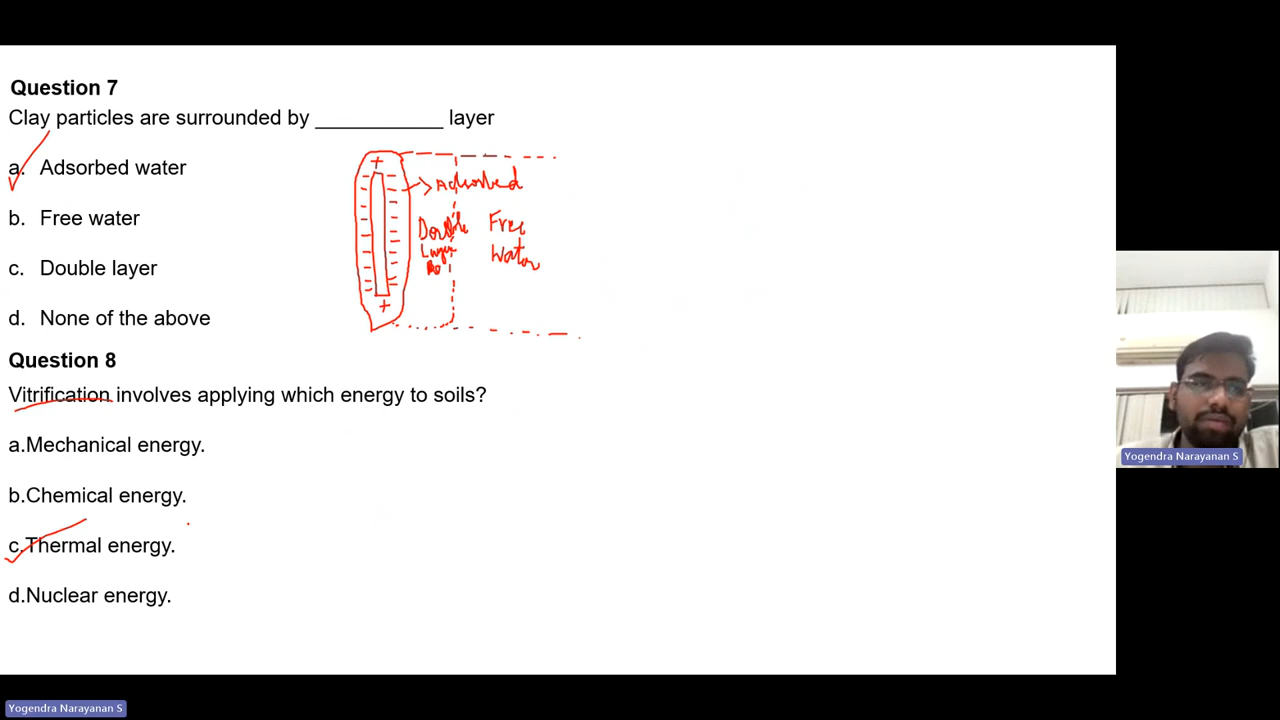 Question 7
Clay particles are surrounded by ____________ layer
a. Adsorbed water
b. Free water
c. Double layer
d. None of the above
+
Adsorbed
Double
Layer
Free
Water
+
Question 8
Vitrification involves applying which energy to soils?
a.Mechanical energy.
b.Chemical energy.
c.Thermal energy.
d.Nuclear energy.
Yogendra Narayanan S
Yogendra Narayanan S